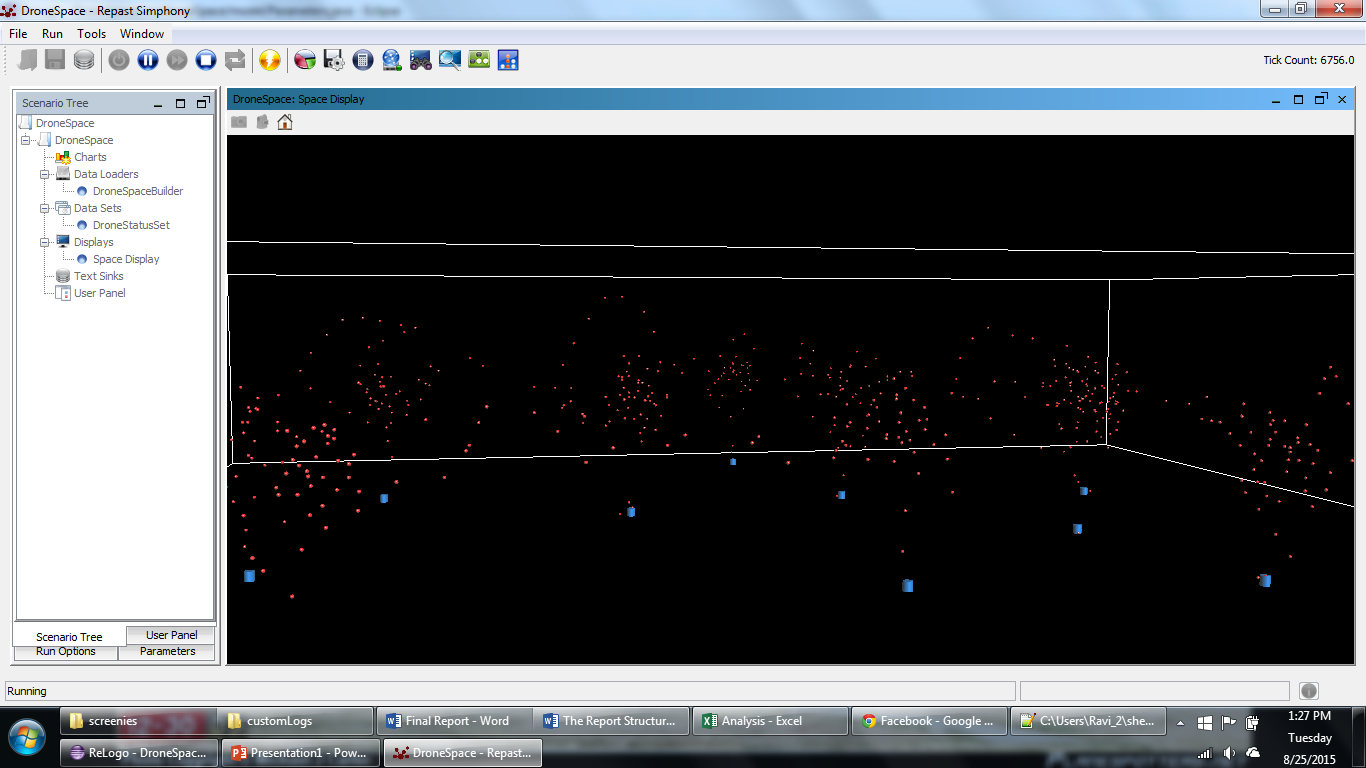 DroneSpace - Repast Simphony
File Run Tools Window
Tick Count: 6756.0
Scenario Tree
DroneSpace
DroneSpace
Charts
Data Loaders
DroneSpaceBuilder
Data Sets
DroneStatusSet
Displays
Space Display
Text Sinks
User Panel
Scenario Tree
User Panel
Run Options
Parameters
DroneSpace: Space Display
Running
screenies
customLogs
Final Report - Word
The Report Structur...
Analysis - Excel
Facebook - Google ...
C:\Users\Ravi_2\she...
ReLogo - DroneSpac...
Presentation1 - Pow...
DroneSpace - Repast...
1:27 PM
Tuesday
8/25/2015